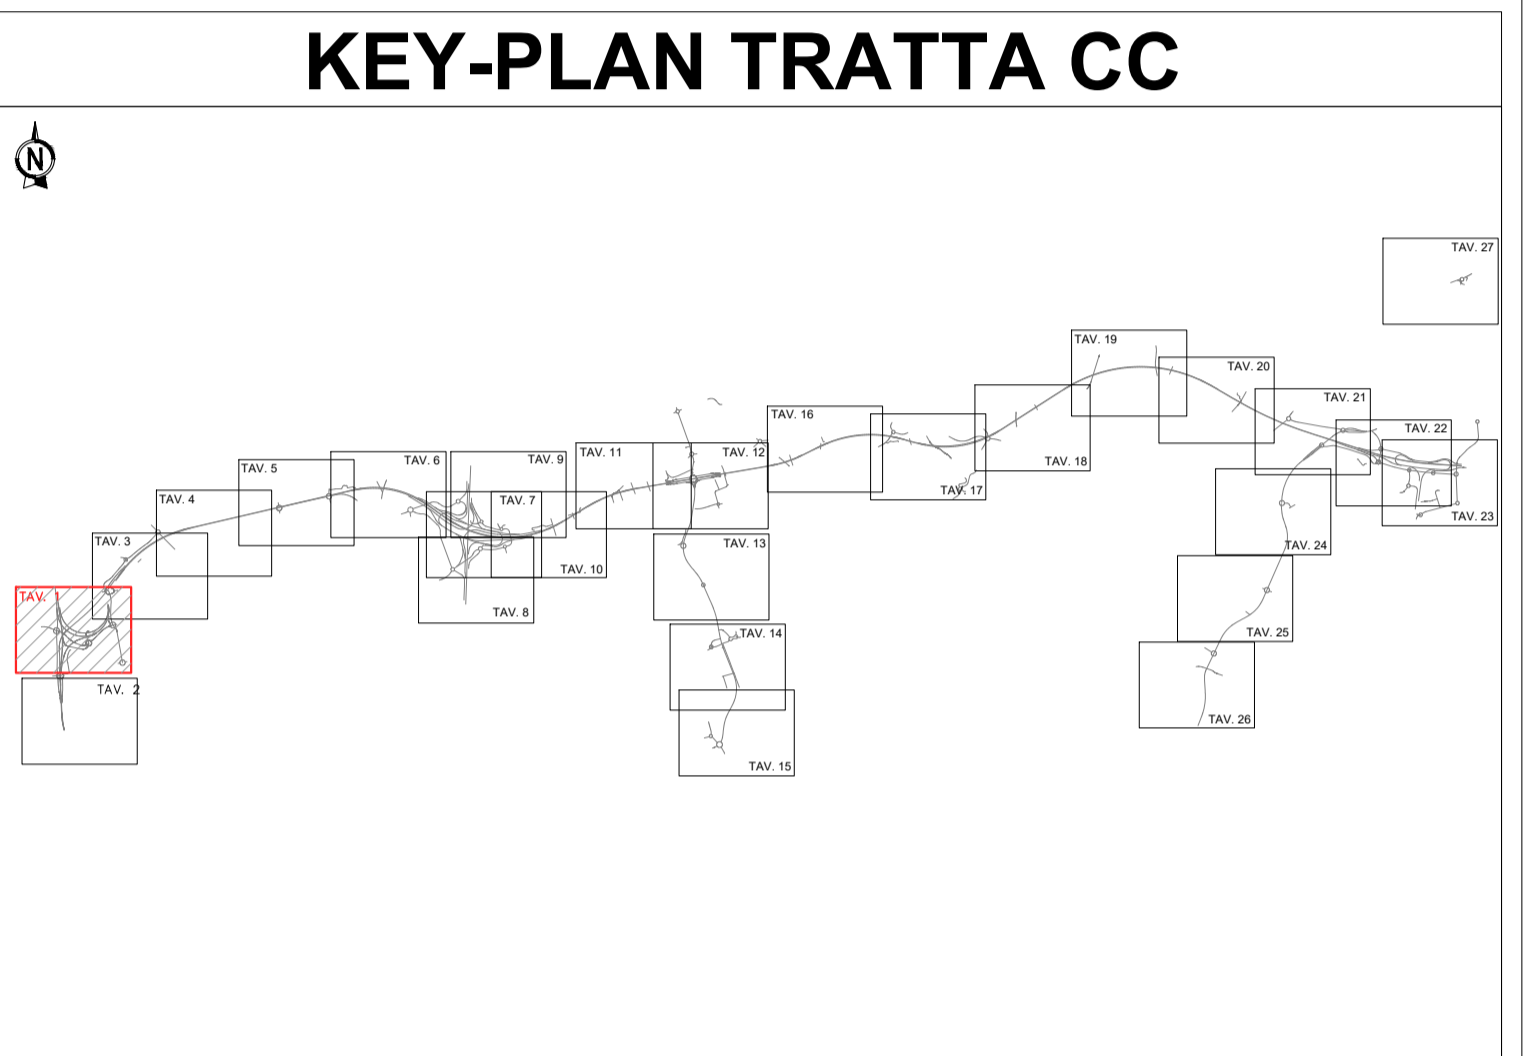 KEY-PLAN TRATTA CC
N
TAV. 27
TAV. 19
TAV. 20
TAV. 21
TAV. 16
TAV. 22
TAV. 11
TAV. 12
TAV. 6
TAV. 9
TAV. 5
TAV. 18
TAV. 17
TAV. 4
TAV. 7
TAV. 23
TAV. 3
TAV. 13
TAV. 24
TAV. 10
TAV. 1
TAV. 8
TAV. 14
TAV. 25
TAV. 2
TAV. 26
TAV. 15